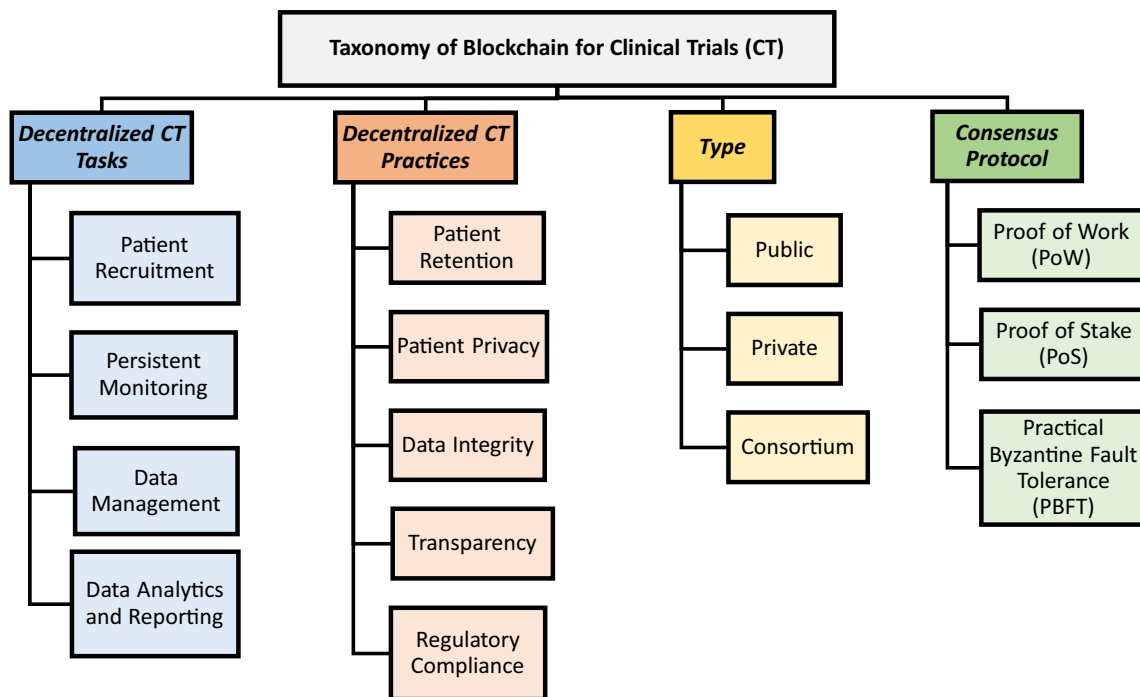 Taxonomy of Blockchain for Clinical Trials (CT)
Decentralized CT
Tasks
Patient
Recruitment
Persistent
Monitoring
Data
Management
Data Analytics
and Reporting
Decentralized CT
Practices
Patient
Retention
Patient Privacy
Data Integrity
Transparency
Regulatory
Compliance
Type
Public
Private
Consortium
Consensus
Protocol
Proof of Work
(PoW)
Proof of Stake
(PoS)
Practical
Byzantine Fault
Tolerance
(PBFT)